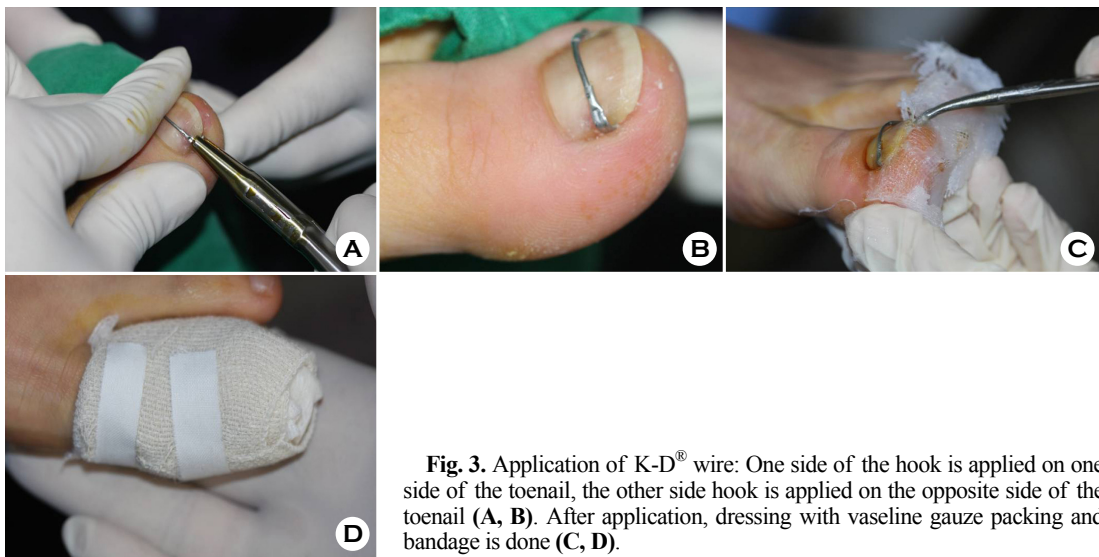 A
B
C
D
Fig. 3. Application of K-D® wire: One side of the hook is applied on one
side of the toenail, the other side hook is applied on the opposite side of the
toenail (A, B). After application, dressing with vaseline gauze packing and
bandage is done (C, D).